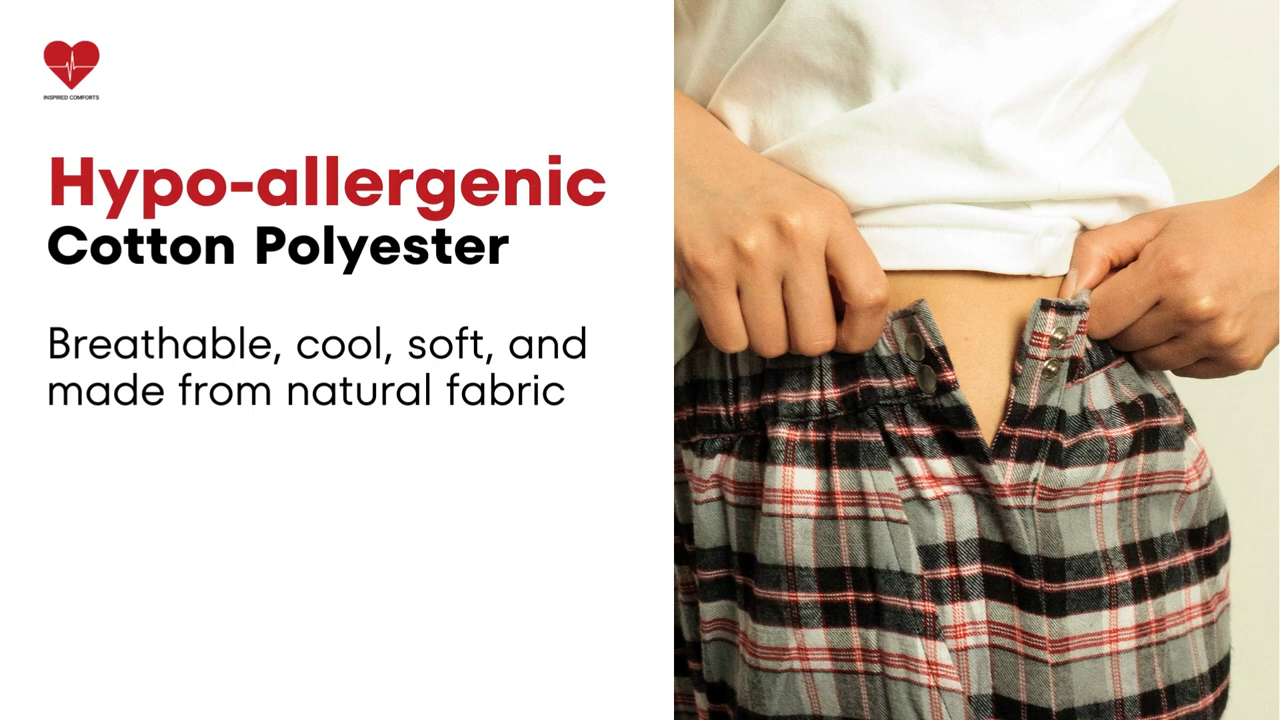 INSPIRED COMFORTS
Hypo-allergenic
Cotton Polyester
Breathable, cool, soft, and
made from natural fabric